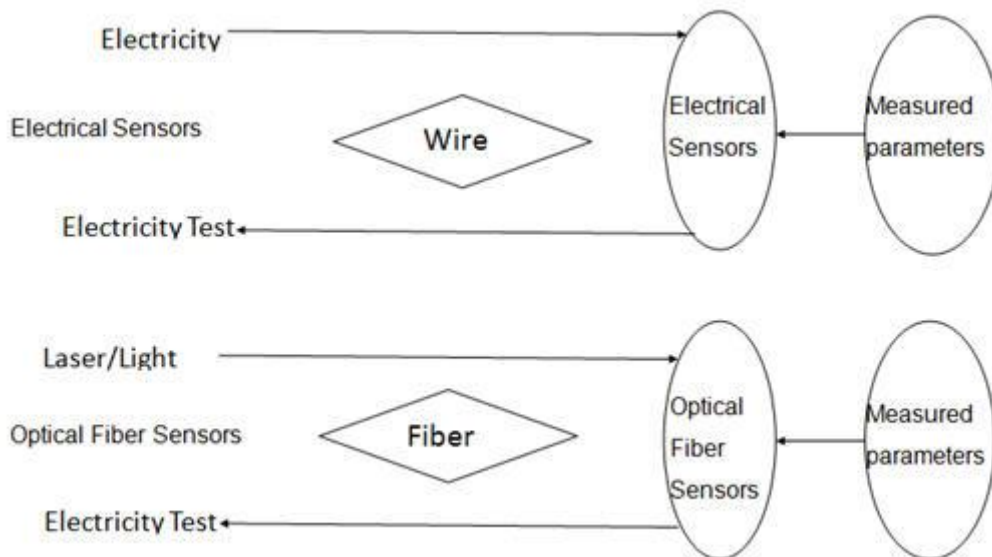 Electricity
Electrical Sensors
Wire
Electrical
Sensors
Measured
parameters
Electricity Test
Laser/Light
Optical Fiber Sensors
Fiber
Optical
Fiber
Sensors
Measured
parameters
Electricity Test